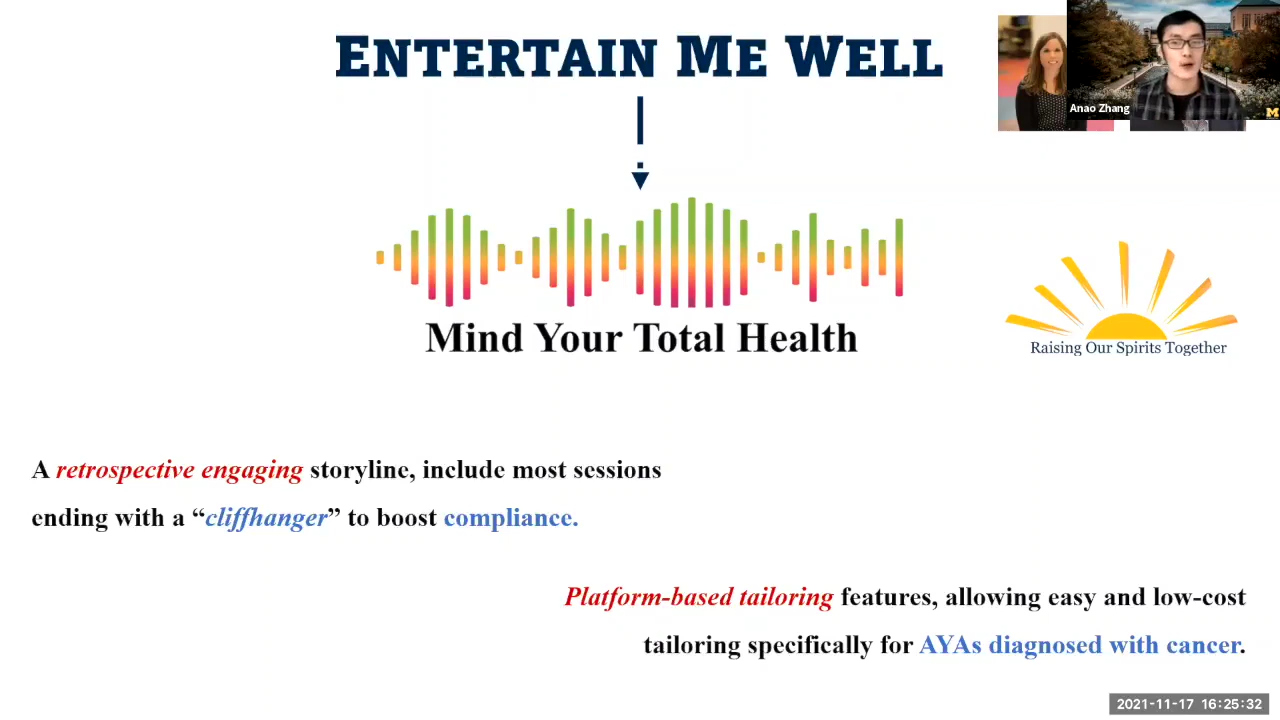 ENTERTAIN ME WELL
Anao Zhang
M
Mind Your Total Health
Raising Our Spirits Together
A retrospective engaging storyline, include most sessions
ending with a “cliffhanger” to boost compliance.
Platform-based tailoring features, allowing easy and low-cost
tailoring specifically for AYAs diagnosed with cancer.
2021-11-17 16:25:32